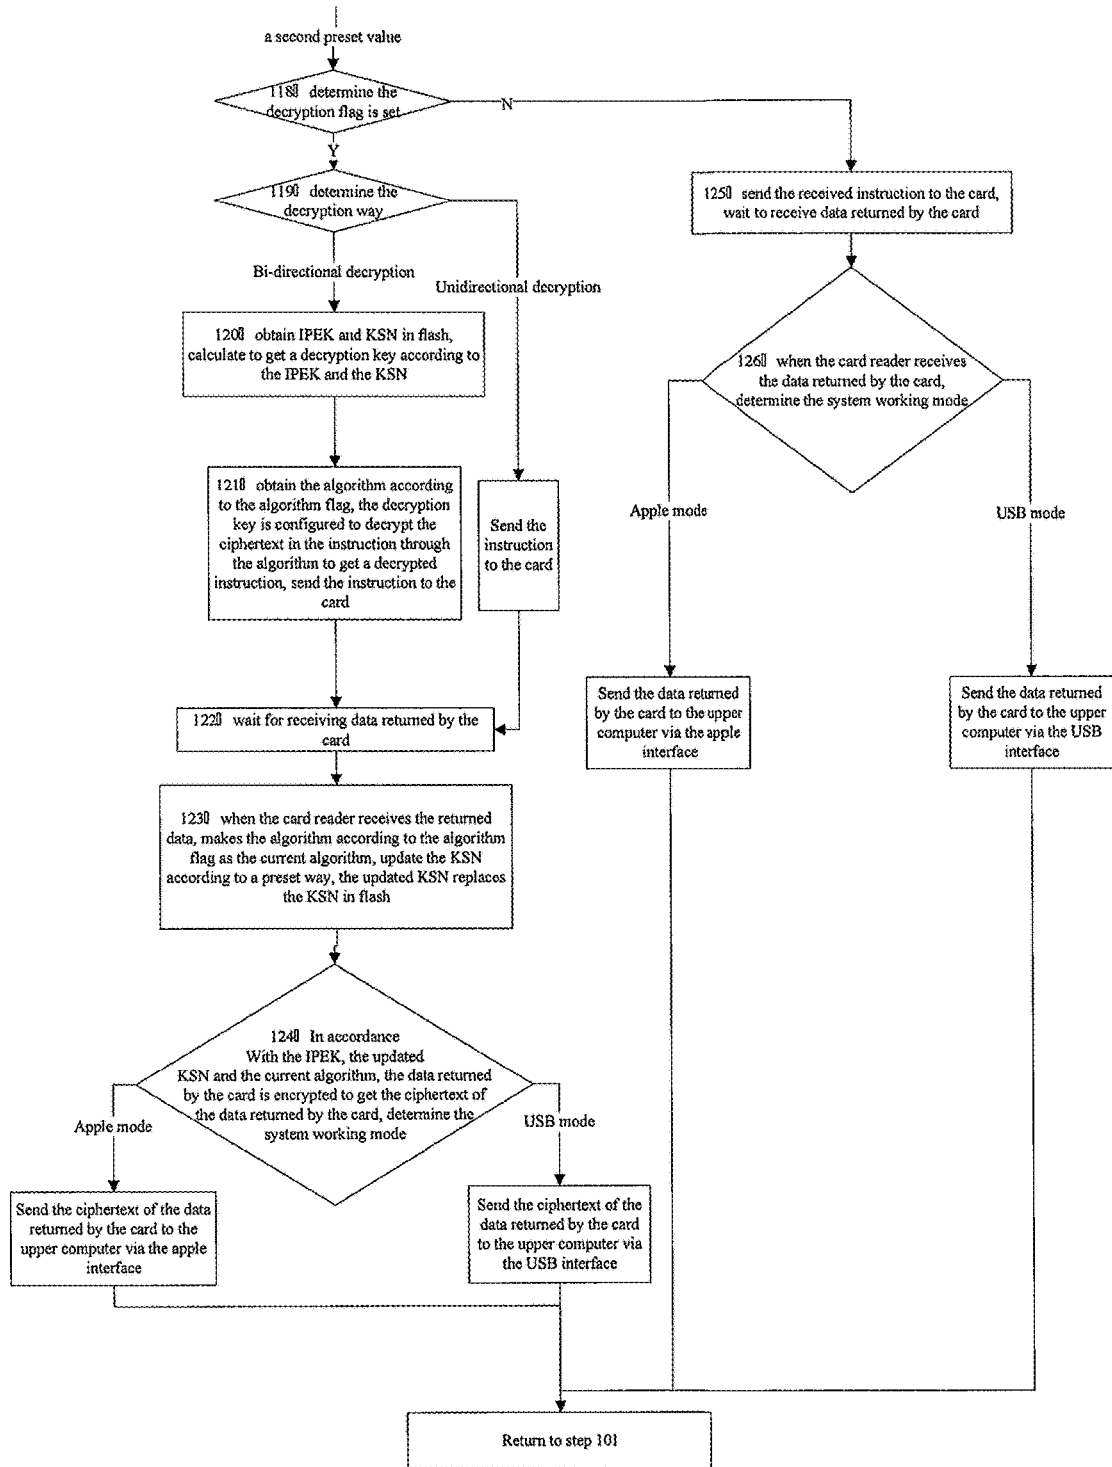 a second preset value
118 determine the
decryption flag is set
N
Y
119 determine the
decryption way
125 send the received instruction to the card,
wait to receive data returned by the card
Bi-directional decryption
Unidirectional decryption
120 obtain IPEK and KSN in flash,
calculate to get a decryption key according to
the IPEK and the KSN
126 when the card reader receives
the data returned by the card,
determine the system working mode
121 obtain the algorithm according
to the algorithm flag, the decryption
key is configured to decrypt the
ciphertext in the instruction through
the algorithm to get a decrypted
instruction, send the instruction to the
card
Send the
instruction
to the card
Apple mode
USB mode
122 wait for receiving data returned by the
card
Send the data returned
by the card to the upper
computer via the apple
interface
Send the data returned
by the card to the upper
computer via the USB
interface
123 when the card reader receives the returned
data, makes the algorithm according to the algorithm
flag as the current algorithm, update the KSN
according to a preset way, the updated KSN replaces
the KSN in flash
124 In accordance
With the IPEK, the updated
KSN and the current algorithm, the data returned
by the card is encrypted to get the ciphertext of
the data returned by the card, determine the
system working mode
Apple mode
USB mode
Send the ciphertext of the data
returned by the card to the
upper computer via the apple
interface
Send the ciphertext of the
data returned by the card
to the upper computer via
the USB interface
Return to step 101